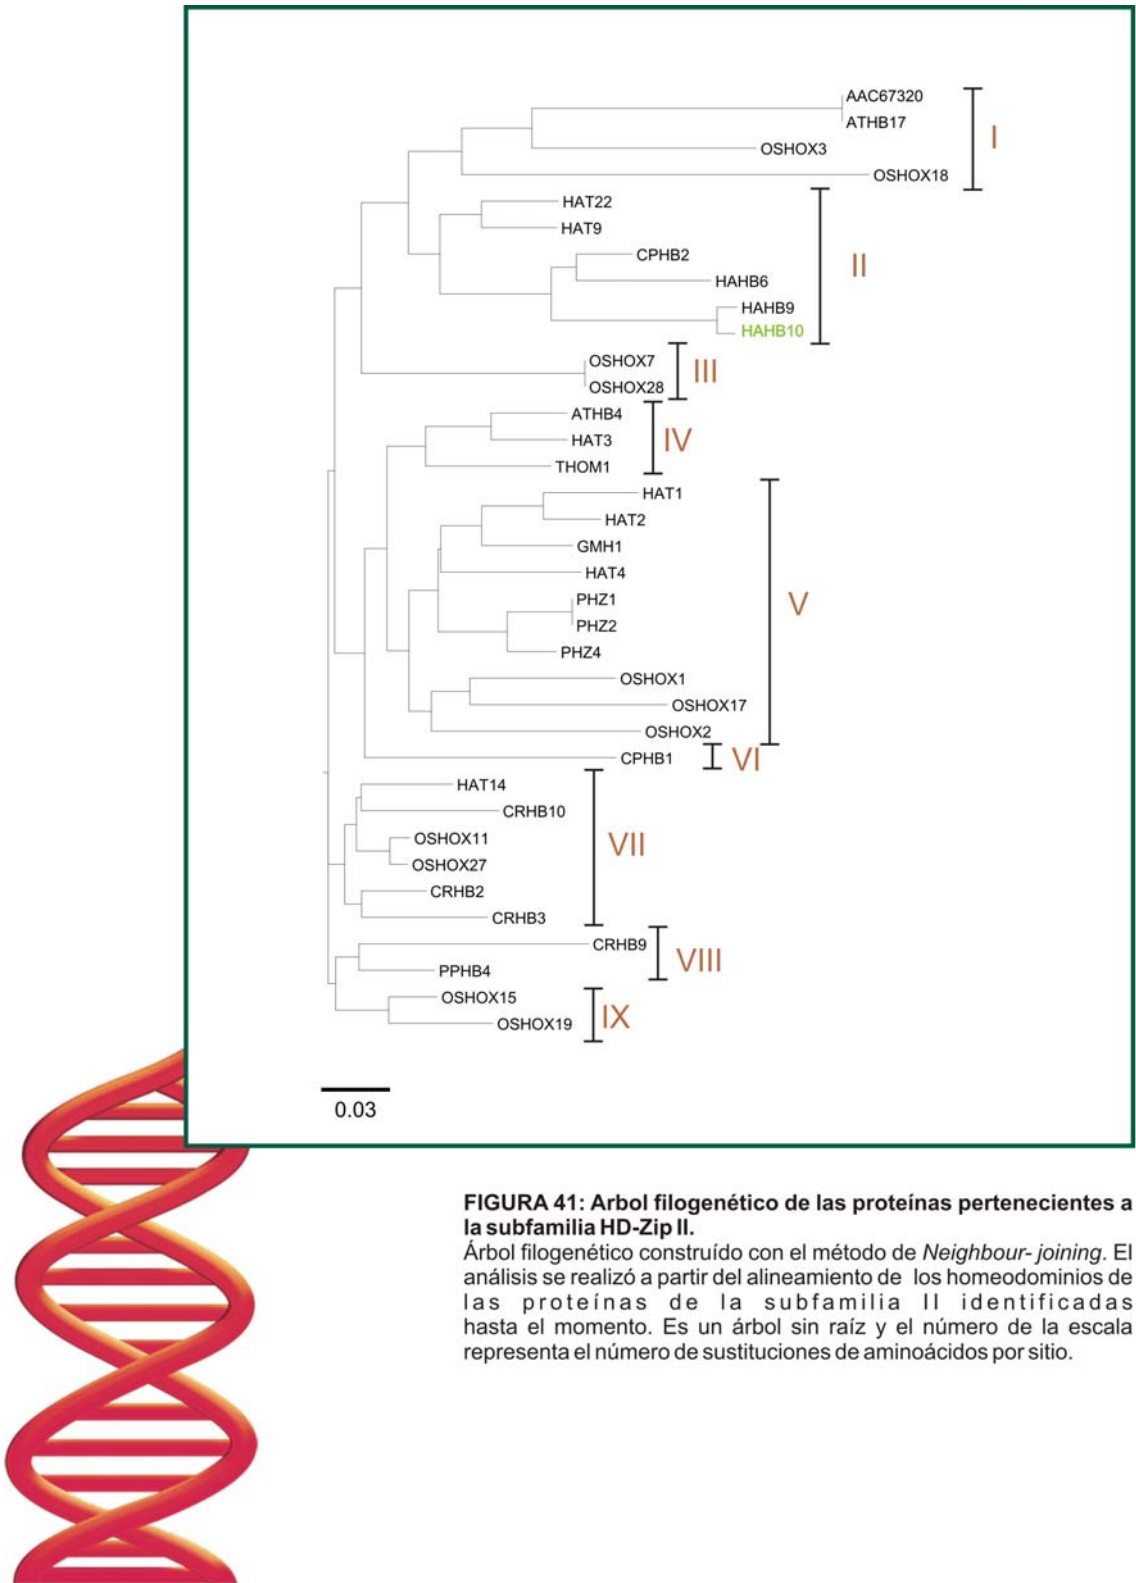 AAC67320
ATHB17
I
OSHOX3
OSHOX18
HAT22
HAT9
CPHB2
II
HAHB6
HAHB9
HAHB10
OSHOX7
III
OSHOX28
ATHB4
HAT3
IV
THOM1
HAT1
HAT2
GMH1
HAT4
PHZ1
V
PHZ2
PHZ4
OSHOX1
OSHOX17
OSHOX2
CPHB1
VI
HAT14
CRHB10
OSHOX11
VII
OSHOX27
CRHB2
CRHB3
CRHB9
VIII
PPHB4
OSHOX15
IX
OSHOX19
0.03
FIGURA 41: Arbol filogenético de las proteínas pertenecientes a
la subfamilia HD-Zip II.
Árbol filogenético construído con el método de Neighbour- joining. El
análisis se realizó a partir del alineamiento de los homeodominios de
las proteínas de la subfamilia II identificadas
hasta el momento. Es un árbol sin raíz y el número de la escala
representa el número de sustituciones de aminoácidos por sitio.